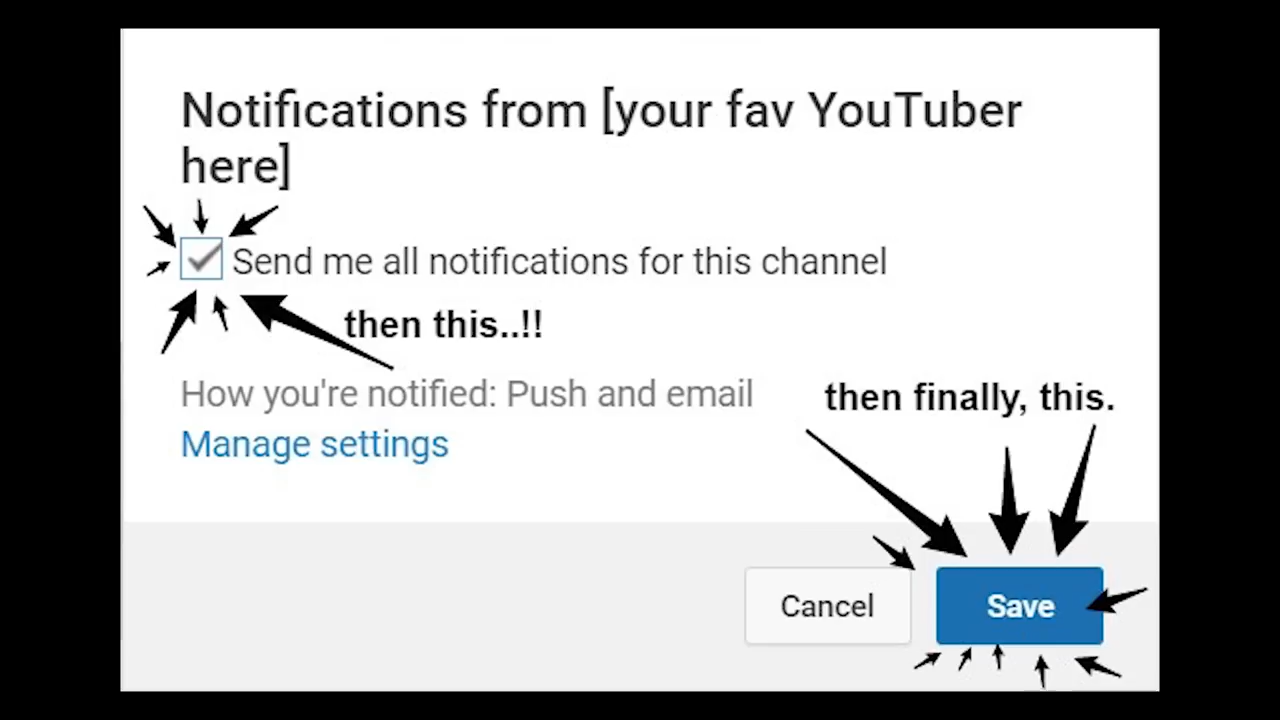 Notifications from [your fav YouTuber
here]
Send me all notifications for this channel
then this..!!
How you're notified: Push and email
then finally, this.
Manage settings
Cancel
Save